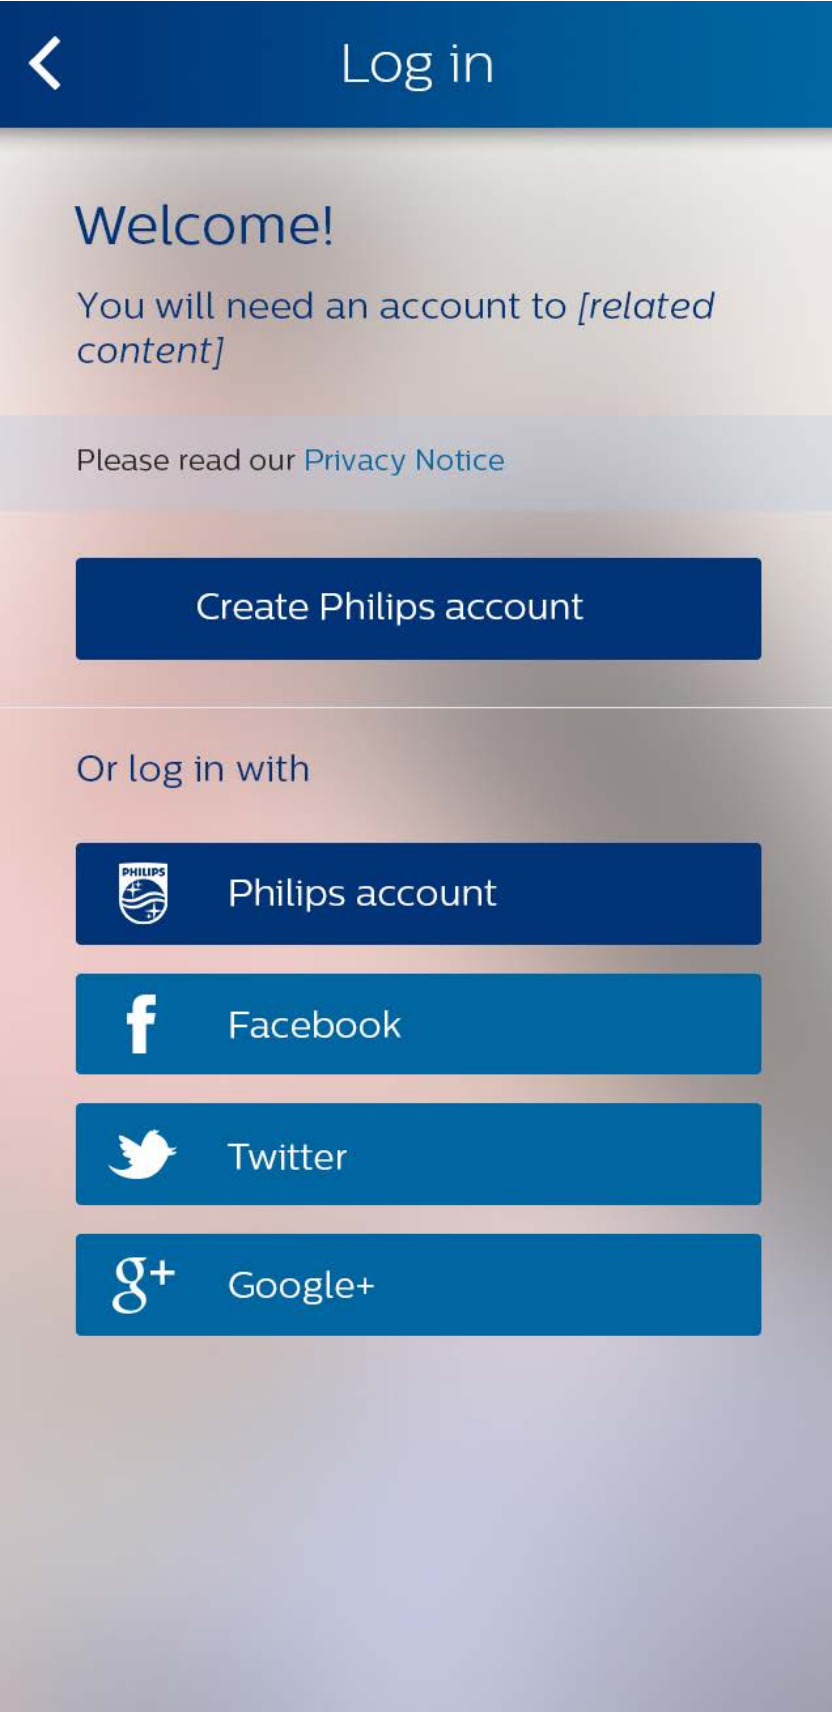 Log in
Welcome!
You will need an account to [related
content]
Please read our Privacy Notice
Create Philips account
Or log in with
PHILIPS
Philips account
f
Facebook
Twitter
g+
Google+